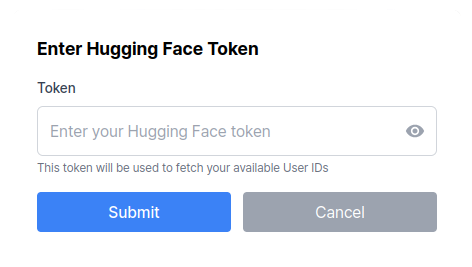 Enter Hugging Face Token
Token
Enter your Hugging Face token
This token will be used to fetch your available User IDs
Submit
Cancel